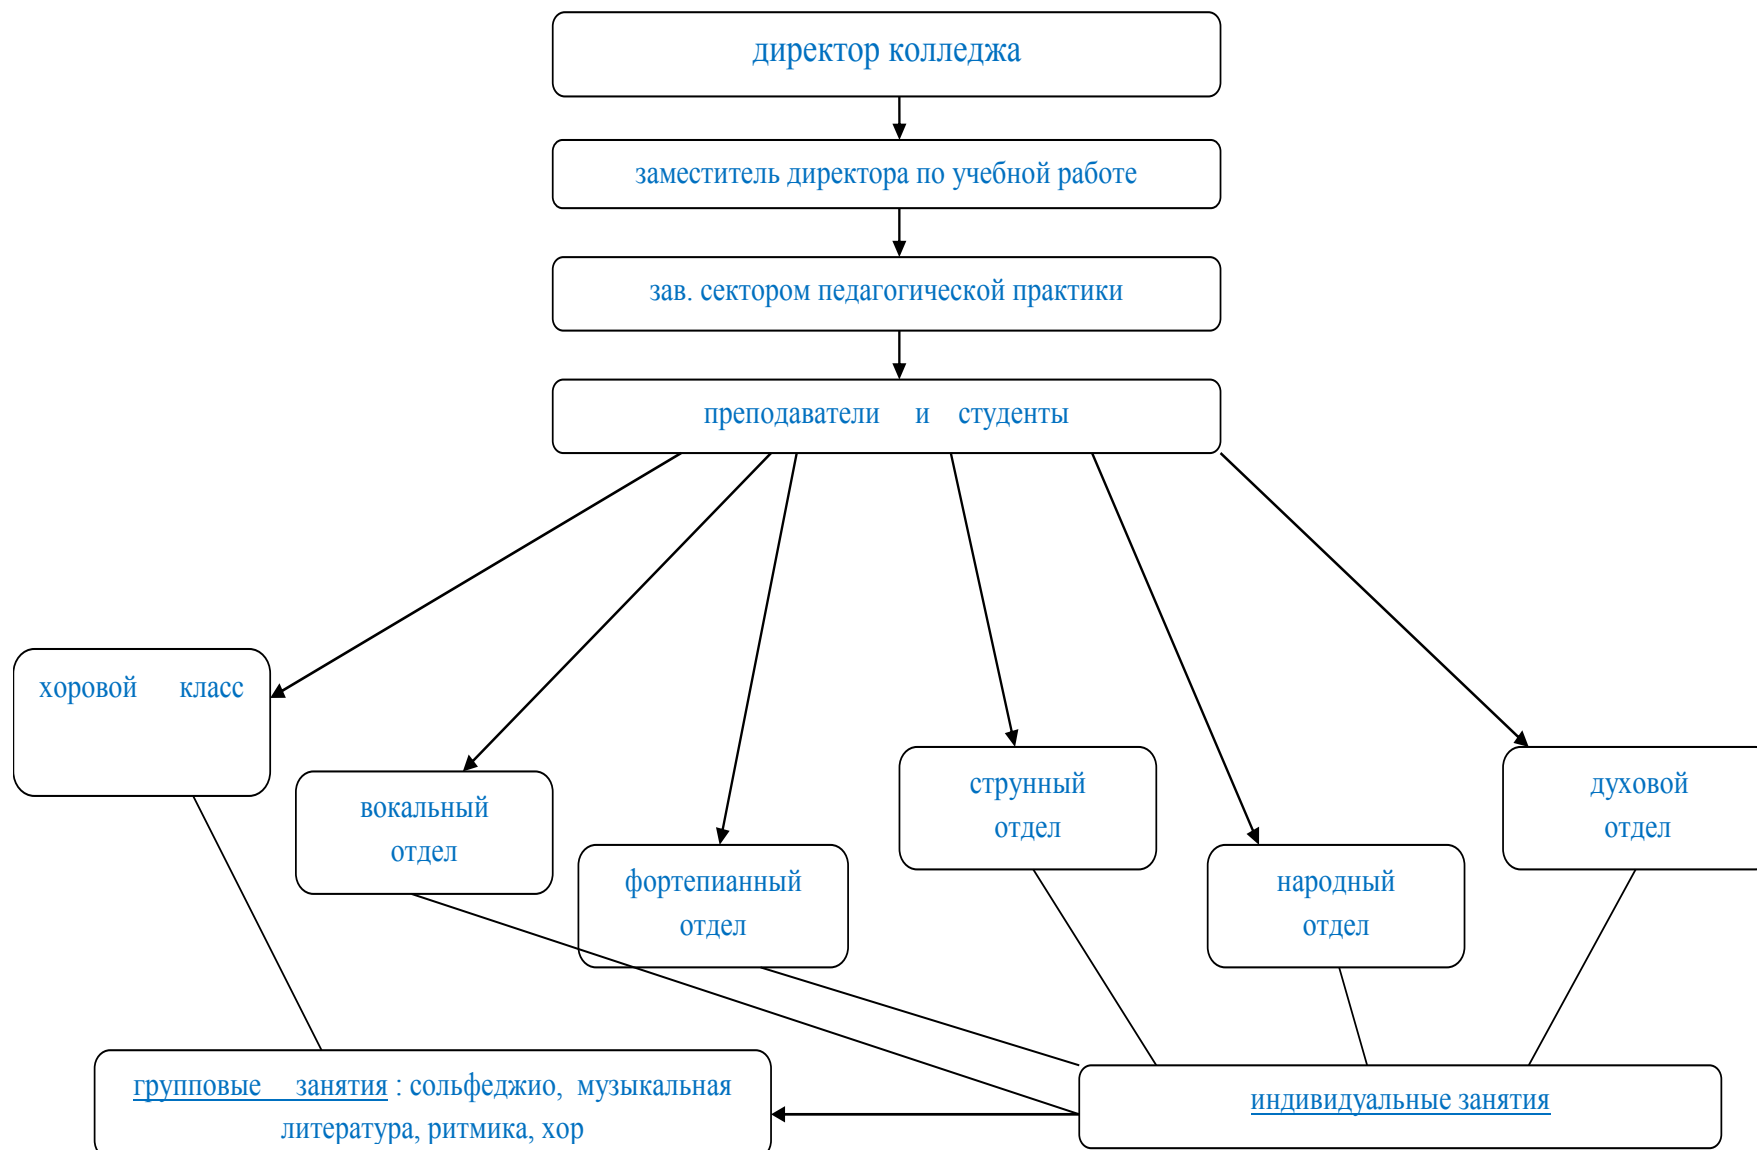 директор колледжа
заместитель директора по учебной работе
зав. сектором педагогической практики
преподаватели и студенты
хоровой класс
вокальный
отдел
фортепианный
отдел
струнный
отдел
народный
отдел
духовой
отдел
групповые занятия : сольфеджио, музыкальная
литература, ритмика, хор
индивидуальные занятия